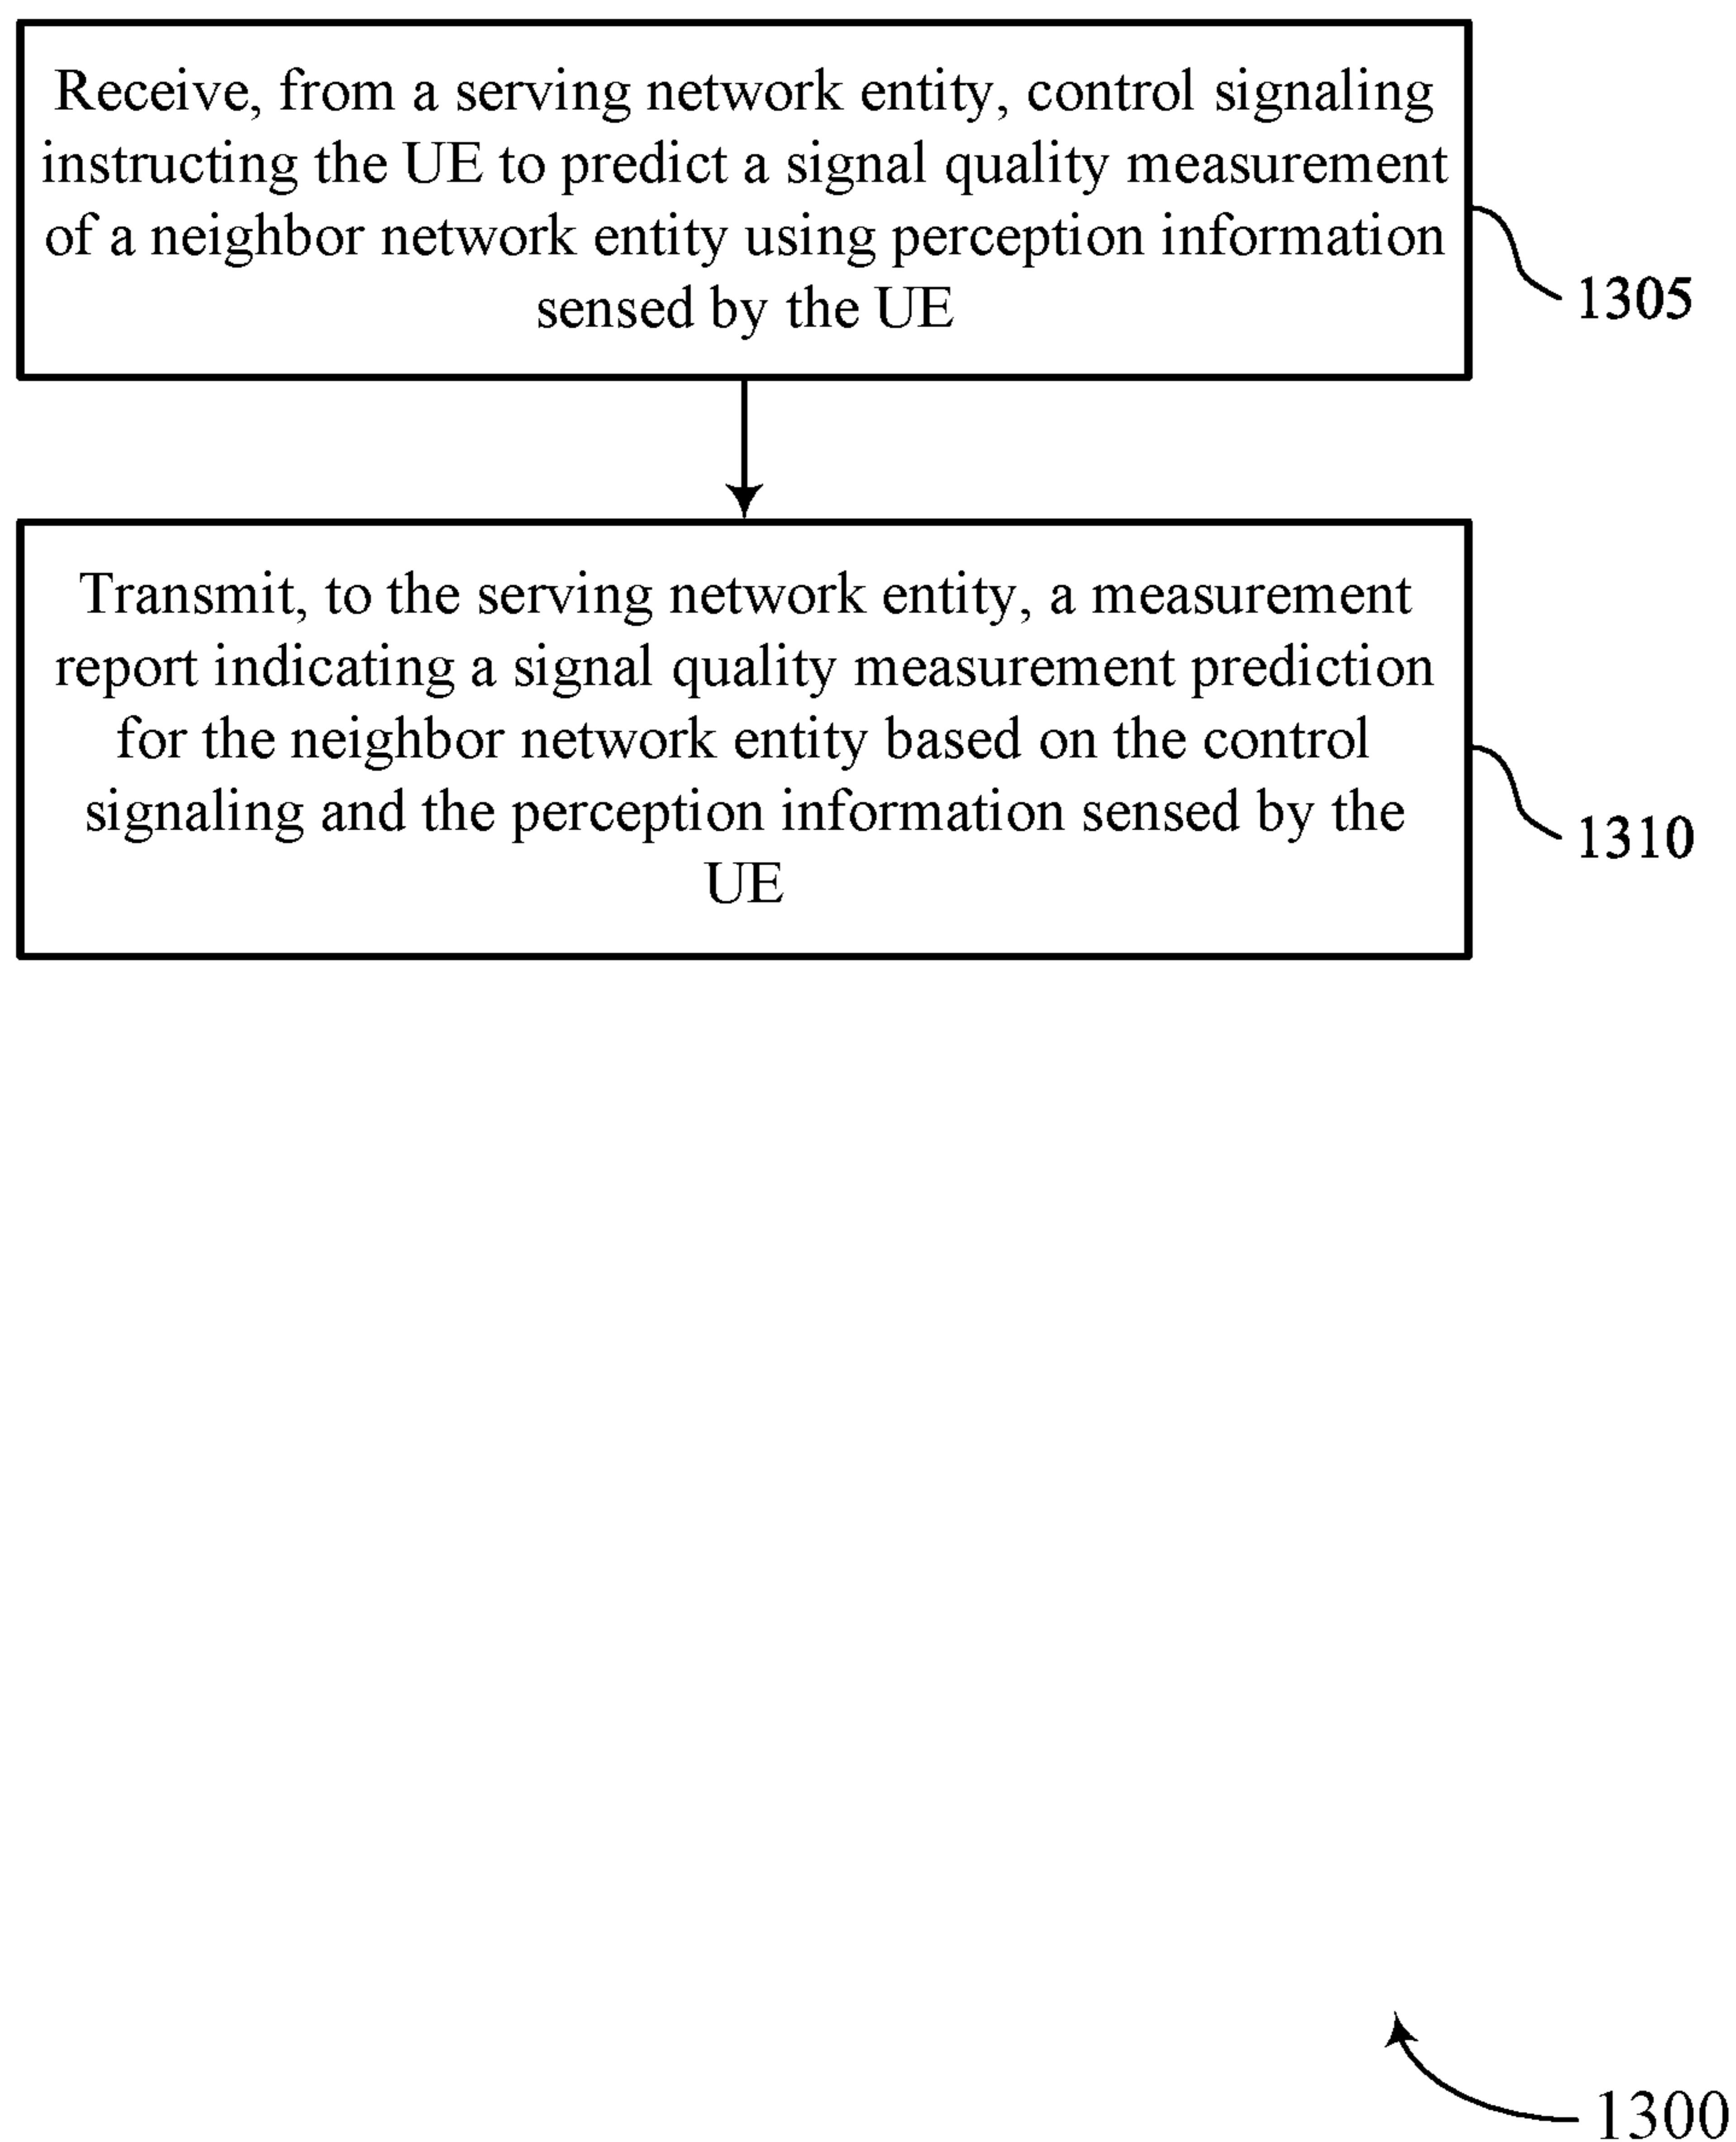 Receive, from a serving network entity, control signaling
instructing the UE to predict a signal quality measurement
of a neighbor network entity using perception information
sensed by the UE
1305
Transmit, to the serving network entity, a measurement
report indicating a signal quality measurement prediction
for the neighbor network entity based on the control
signaling and the perception information sensed by the
UE
1310
1300